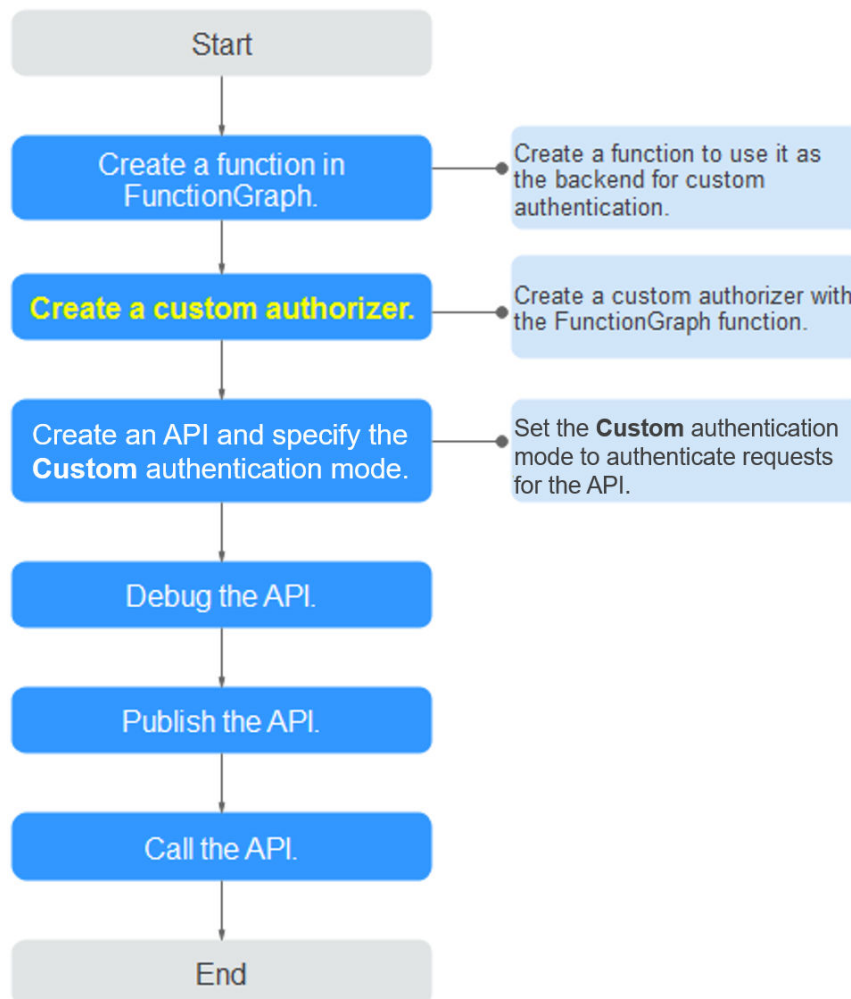 Start
Create a function in
FunctionGraph.
Create a function to use it as
the backend for custom
authentication.
Create a custom authorizer.
Create a custom authorizer with
the FunctionGraph function.
Create an API and specify the
Custom authentication mode.
Set the Custom authentication
mode to authenticate requests
for the API.
Debug the API.
Publish the API.
Call the API.
End